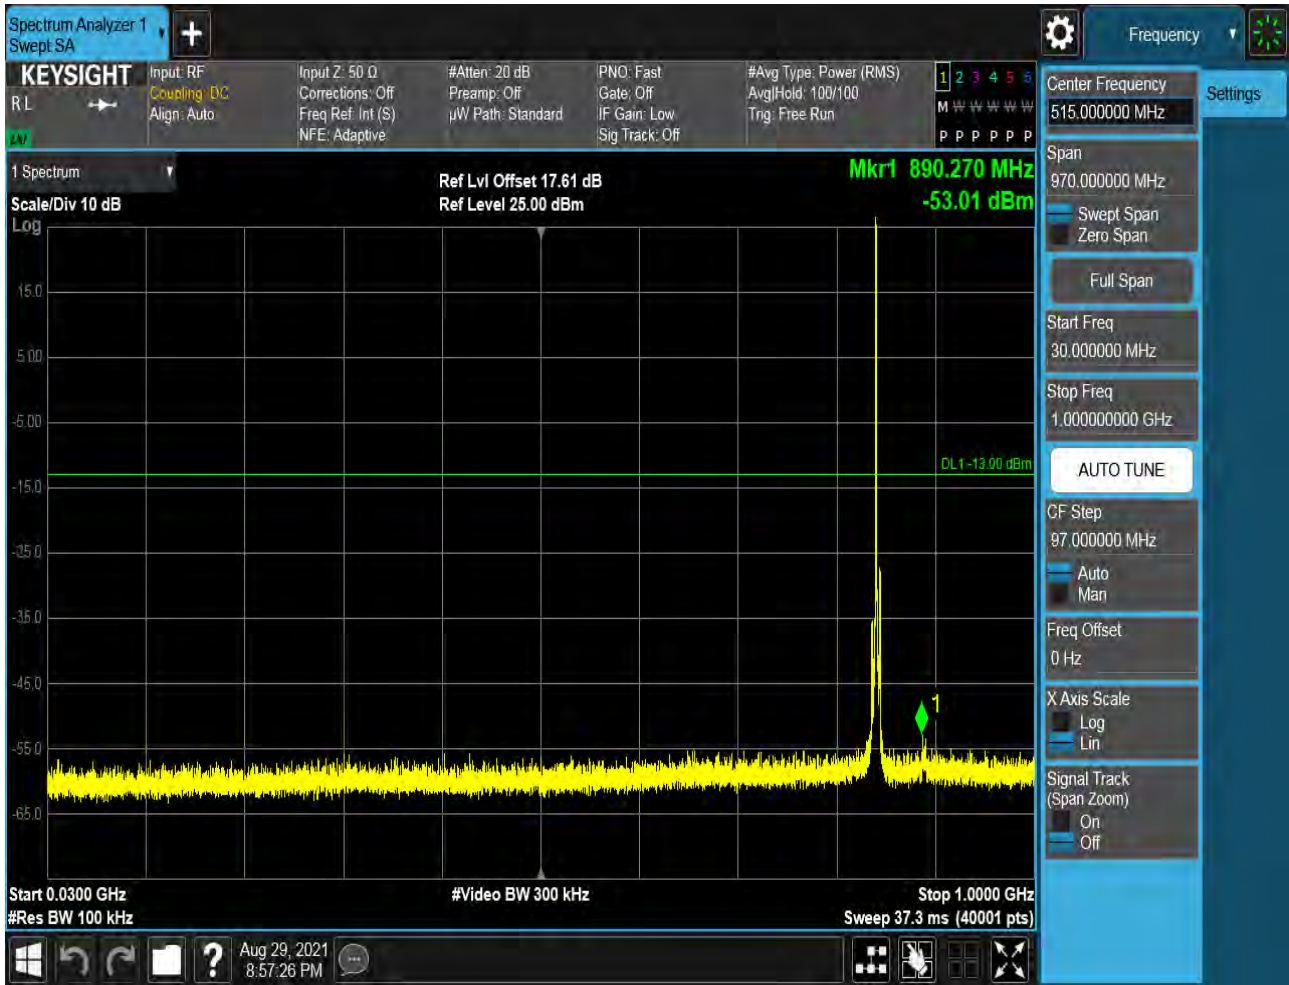 Spectrum Analyzer 1
Swept SA
Frequency
KEYSIGHT
R L
LNI
Input: RF
Coupling: DC
Align: Auto
Input Z: 50 Ω
Corrections: Off
Freq Ref: Int (S)
NFE: Adaptive
#Atten: 20 dB
Preamp: Off
µW Path: Standard
PNO: Fast
Gate: Off
IF Gain: Low
Sig Track: Off
#Avg Type: Power (RMS)
Avg|Hold: 100/100
Trig: Free Run
1 2 3 4 5 6
M W W W W W
P P P P P P
1 Spectrum
Scale/Div 10 dB
Log
Ref Lvl Offset 17.61 dB
Ref Level 25.00 dBm
Mkr1 890.270 MHz
-53.01 dBm
15.0
5.00
-5.00
-15.0
-25.0
-35.0
-45.0
-55.0
-65.0
DL1 -13.00 dBm
1
Start 0.0300 GHz
#Res BW 100 kHz
#Video BW 300 kHz
Stop 1.0000 GHz
Sweep 37.3 ms (40001 pts)
Center Frequency
515.000000 MHz
Settings
Span
970.000000 MHz
Swept Span
Zero Span
Full Span
Start Freq
30.000000 MHz
Stop Freq
1.000000000 GHz
AUTO TUNE
CF Step
97.000000 MHz
Auto
Man
Freq Offset
0 Hz
X Axis Scale
Log
Lin
Signal Track
(Span Zoom)
On
Off
?
Aug 29, 2021
8:57:26 PM